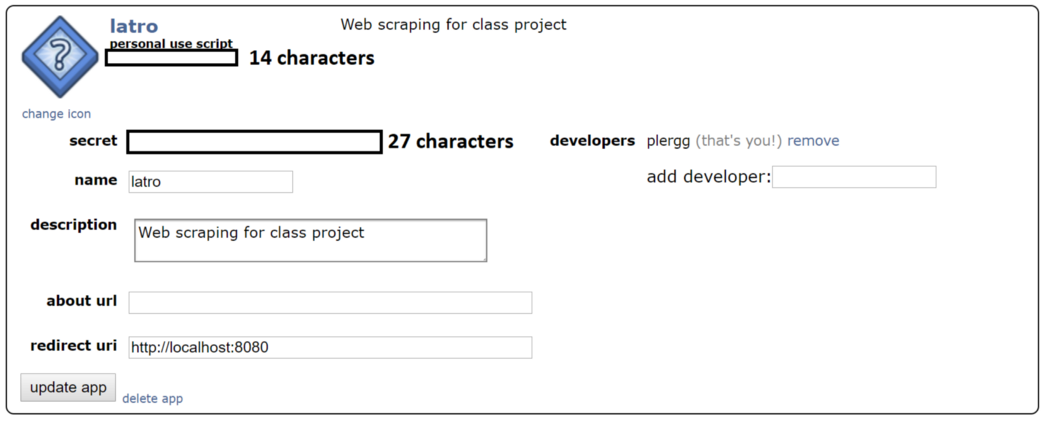 latro
Web scraping for class project
personal use script
14 characters
change icon
secret
27 characters
developers plergg (that's you!) remove
name latro
add developer:
description Web scraping for class project
about url
redirect uri http://localhost:8080
update app delete app